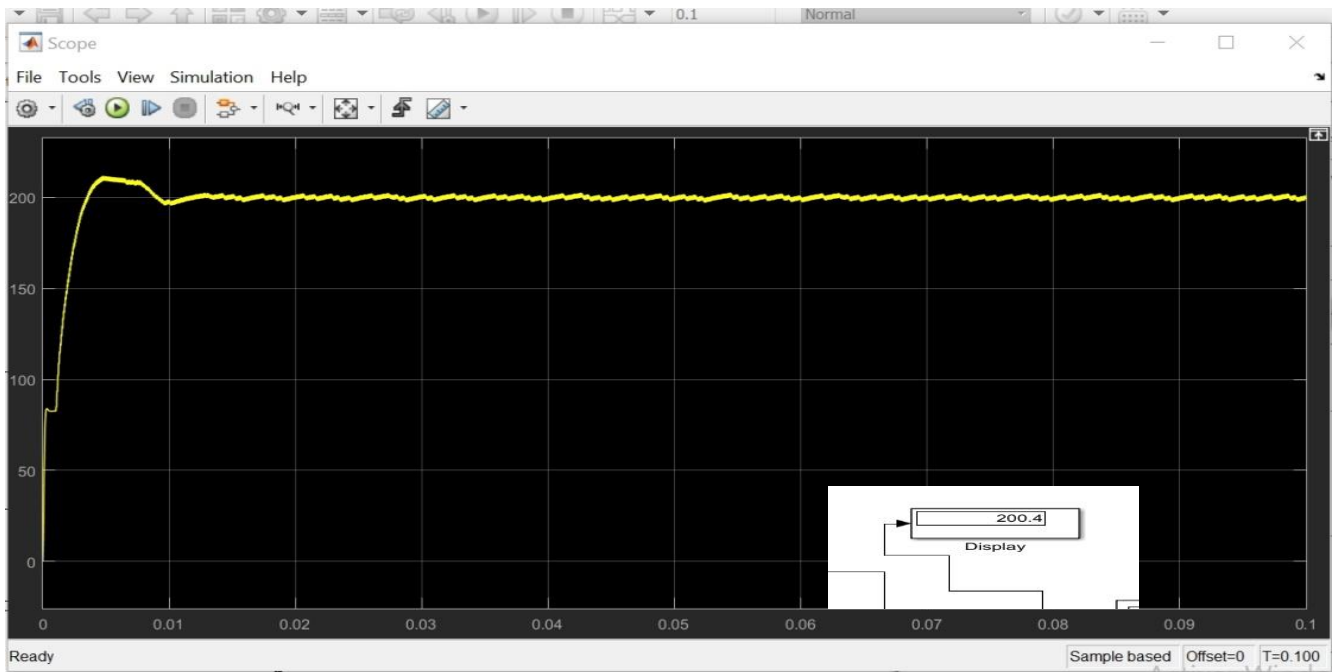 0.1 Normal
Scope
File Tools View Simulation Help
200
150
100
50
0
200.4
Display
0 0.01 0.02 0.03 0.04 0.05 0.06 0.07 0.08 0.09 0.1
Ready Sample based Offset=0 T=0.100